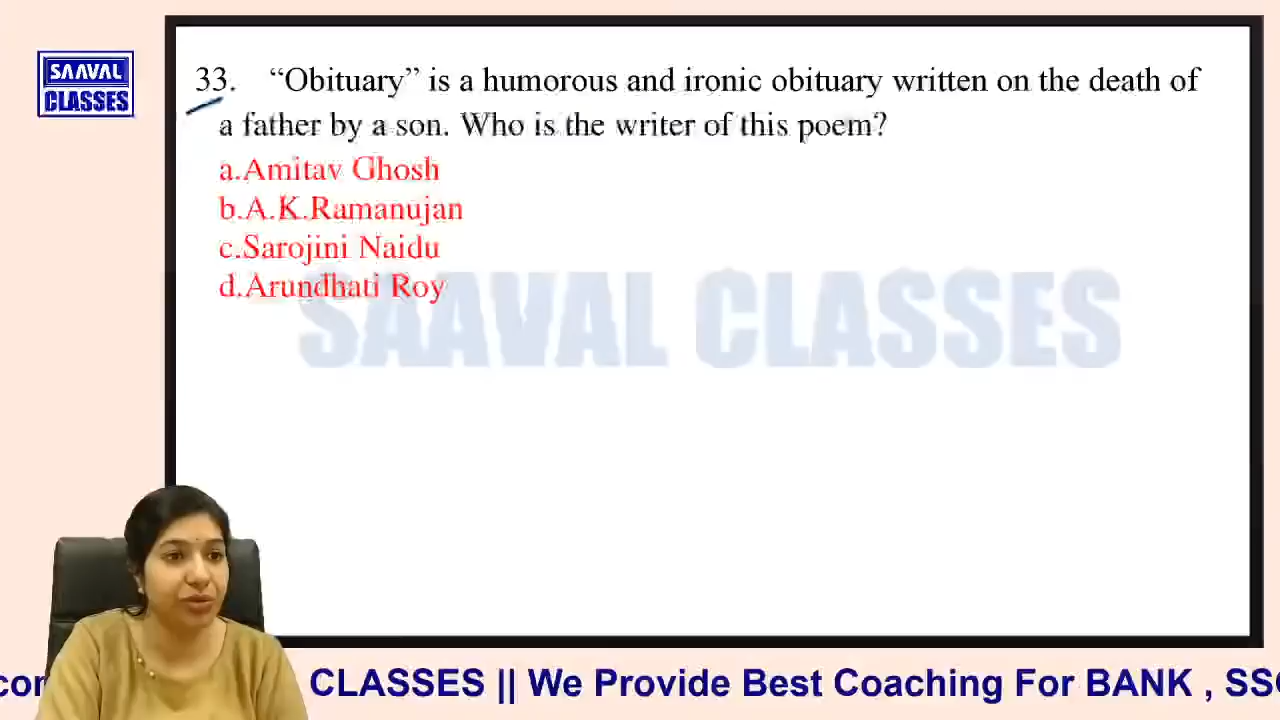 SAAVAL
CLASSES
33. “Obituary” is a humorous and ironic obituary written on the death of
a father by a son. Who is the writer of this poem?
a.Amitav Ghosh
b.A.K.Ramanujan
c.Sarojini Naidu
d.Arundhati Roy
SAAVAL CLASSES
CLASSES || We Provide Best Coaching For BANK , SSC